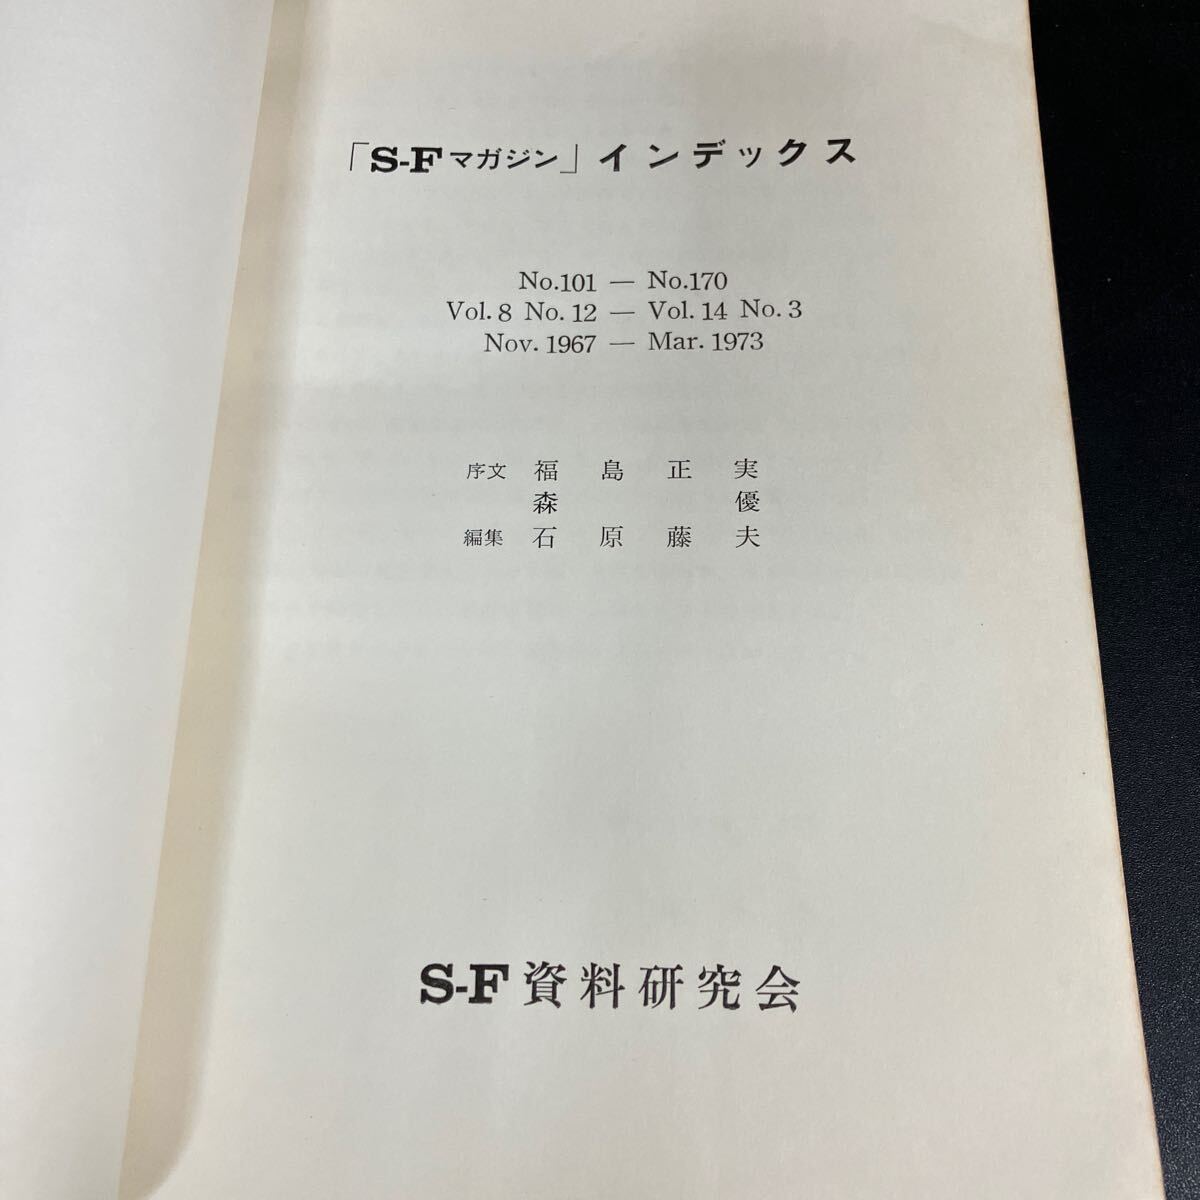 「S-Fマガジン」インデックス
No.101 — No.170
Vol. 8 No. 12 — Vol. 14 No. 3
Nov. 1967 — Mar. 1973
序文 福島正実
森優
編集 石原藤夫
S-F資料研究会